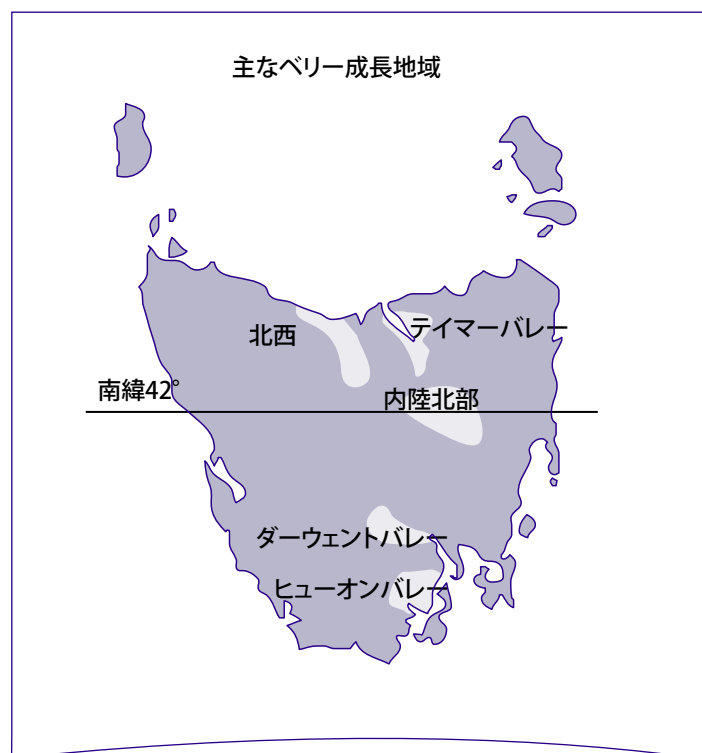 主なベリー成長地域
北西
テイマーバレー
南緯42°
内陸北部
ダーウェントバレー
ヒューオンバレー